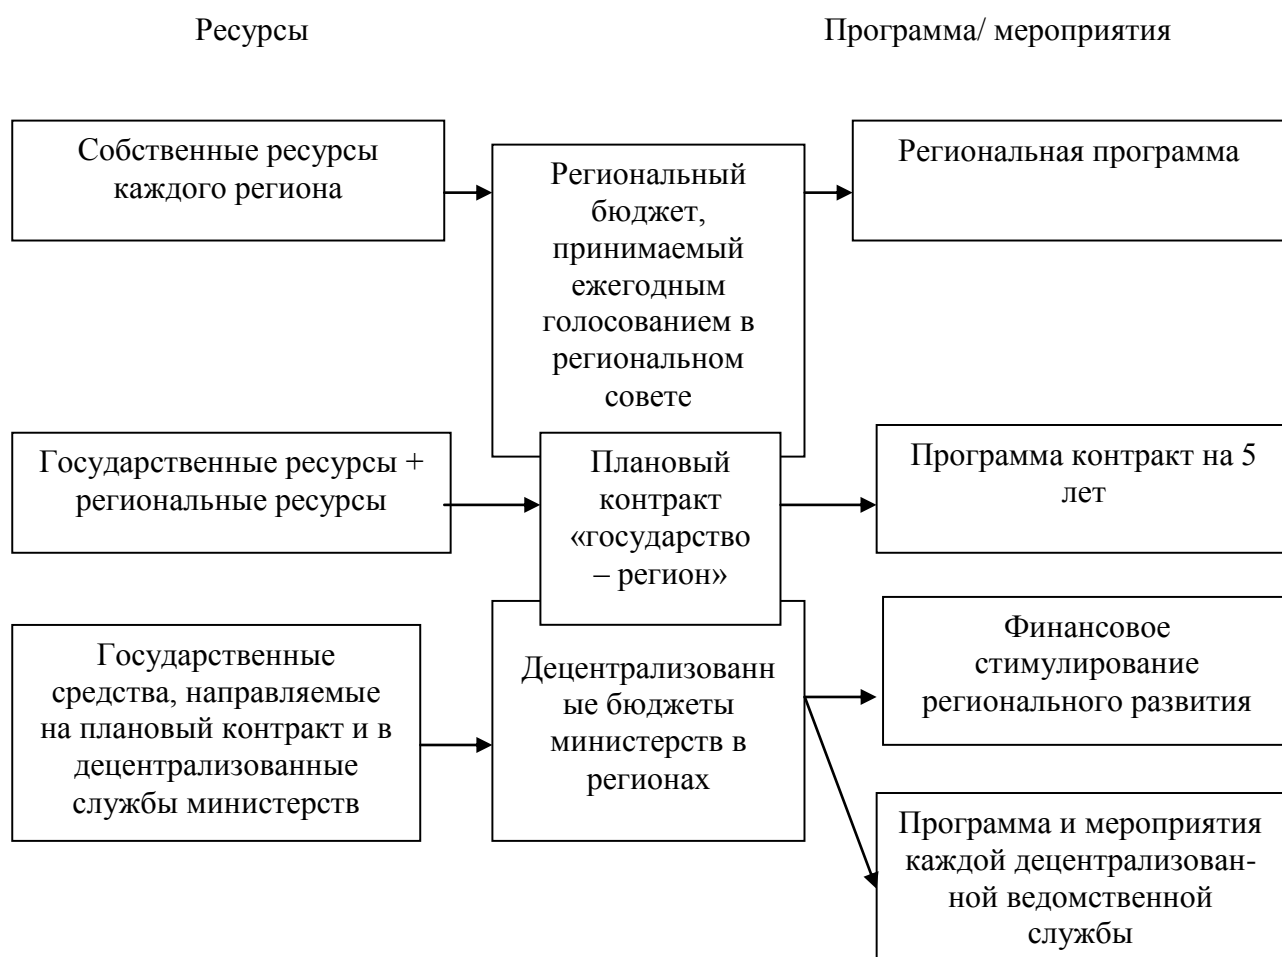 Ресурсы
Программа/ мероприятия
Собственные ресурсы
каждого региона
Региональный
бюджет,
принимаемый
ежегодным
голосованием в
региональном
совете
Региональная программа
Государственные ресурсы +
региональные ресурсы
Плановый
контракт
«государство
– регион»
Программа контракт на 5
лет
Государственные
средства, направляемые
на плановый контракт и в
децентрализованные
службы министерств
Децентрализованн
ые бюджеты
министерств в
регионах
Финансовое
стимулирование
регионального развития
Программа и мероприятия
каждой децентрализован-
ной ведомственной
службы